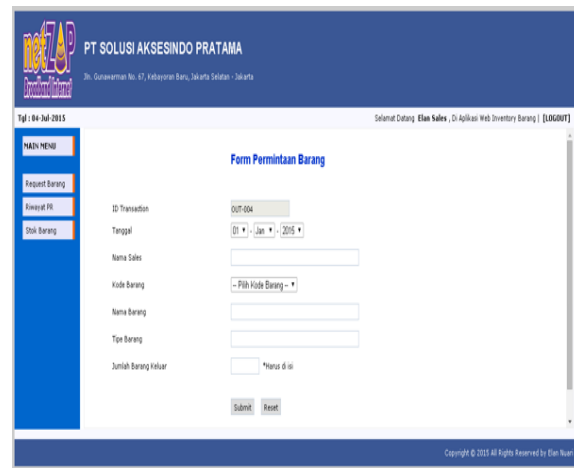 netZAP
Broadband Internet
PT SOLUSI AKSESINDO PRATAMA
Jln. Gunawarman No. 67, Kebayoran Baru, Jakarta Selatan - Jakarta
Tgl : 04-Jul-2015
Selamat Datang Elan Sales , Di Aplikasi Web Inventory Barang | [LOGOUT]
MAIN MENU
Request Barang
Riwayat PR
Stok Barang
Form Permintaan Barang
ID Transaction OUT-004
Tanggal 01 - Jan - 2015
Nama Sales
Kode Barang -- Pilih Kode Barang --
Nama Barang
Tipe Barang
Jumlah Barang Keluar *Harus di isi
Submit Reset
Copyright © 2015 All Rights Reserved by Elan Nuari